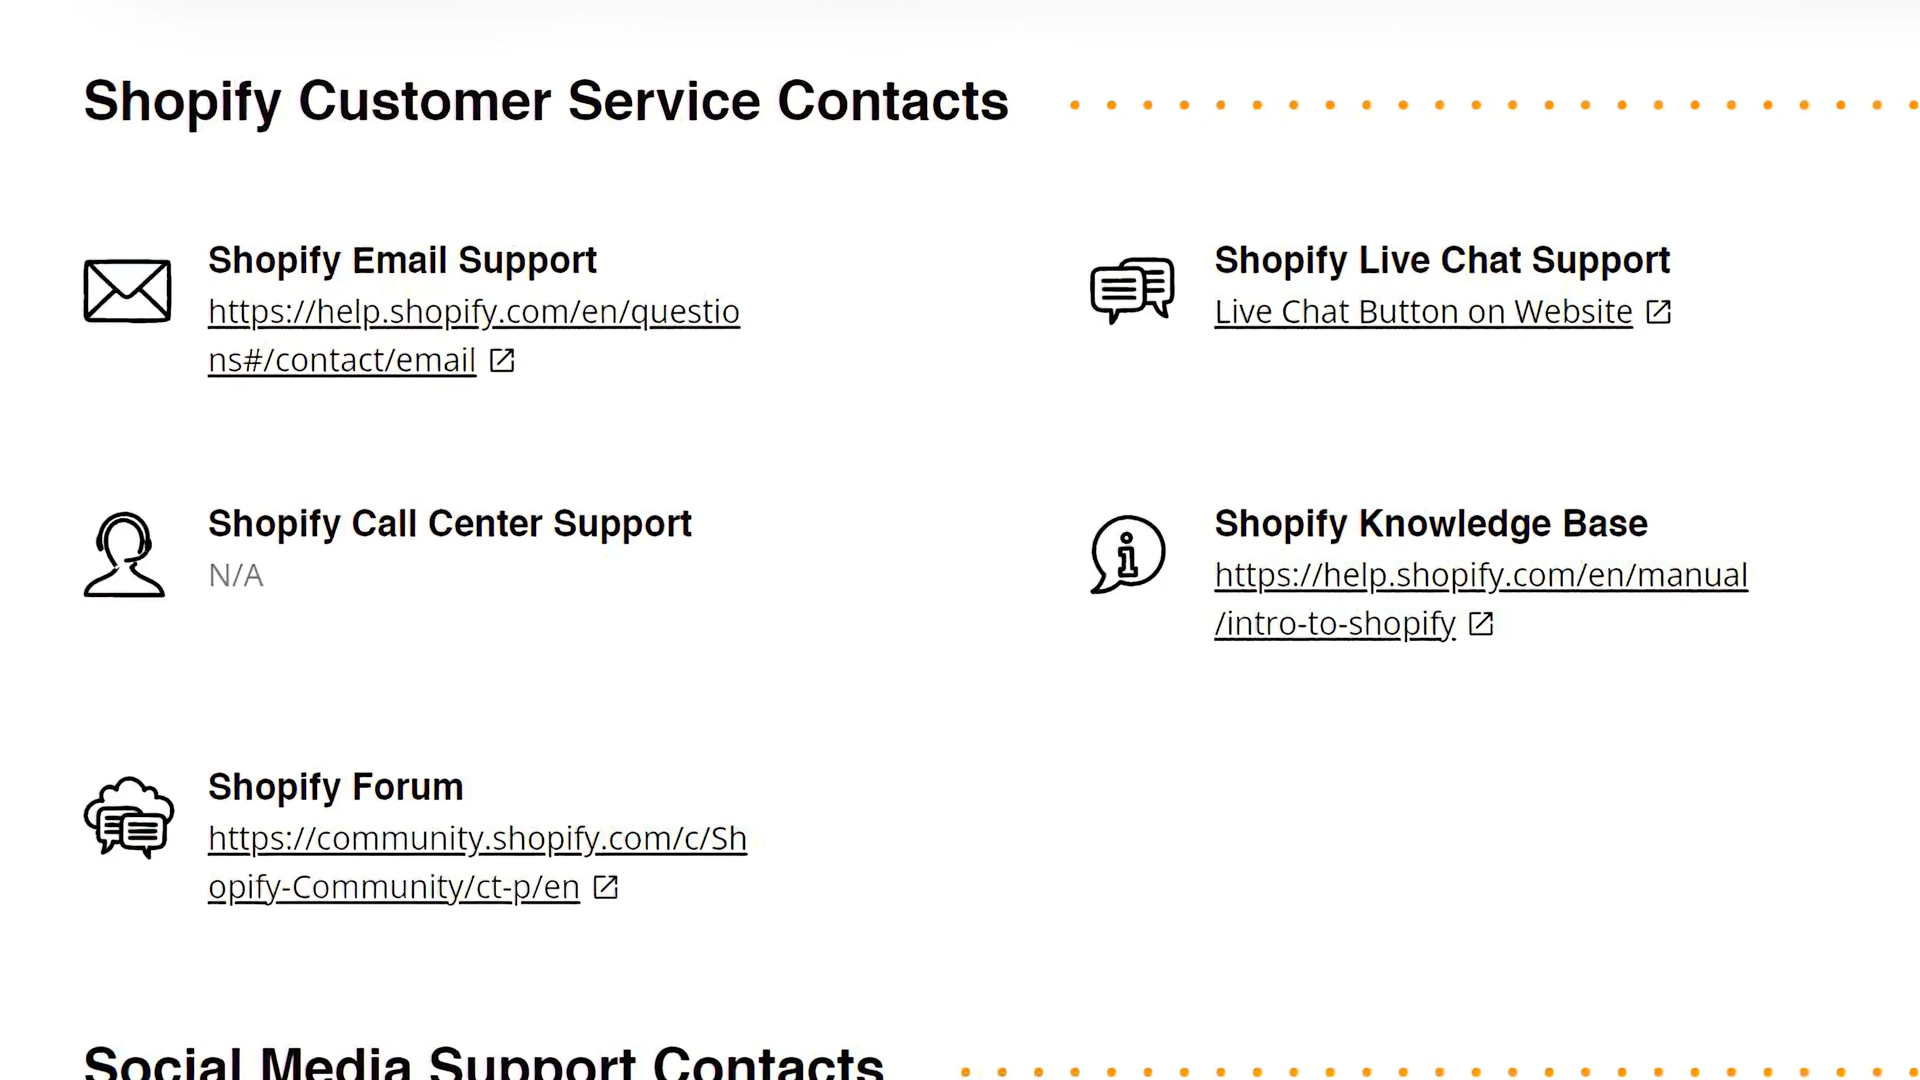 Shopify Customer Service Contacts
Shopify Email Support
https://help.shopify.com/en/questio
ns#/contact/email
Shopify Live Chat Support
Live Chat Button on Website
Shopify Call Center Support
N/A
Shopify Knowledge Base
https://help.shopify.com/en/manual
/intro-to-shopify
Shopify Forum
https://community.shopify.com/c/Sh
opify-Community/ct-p/en
Social Media Support Contacts